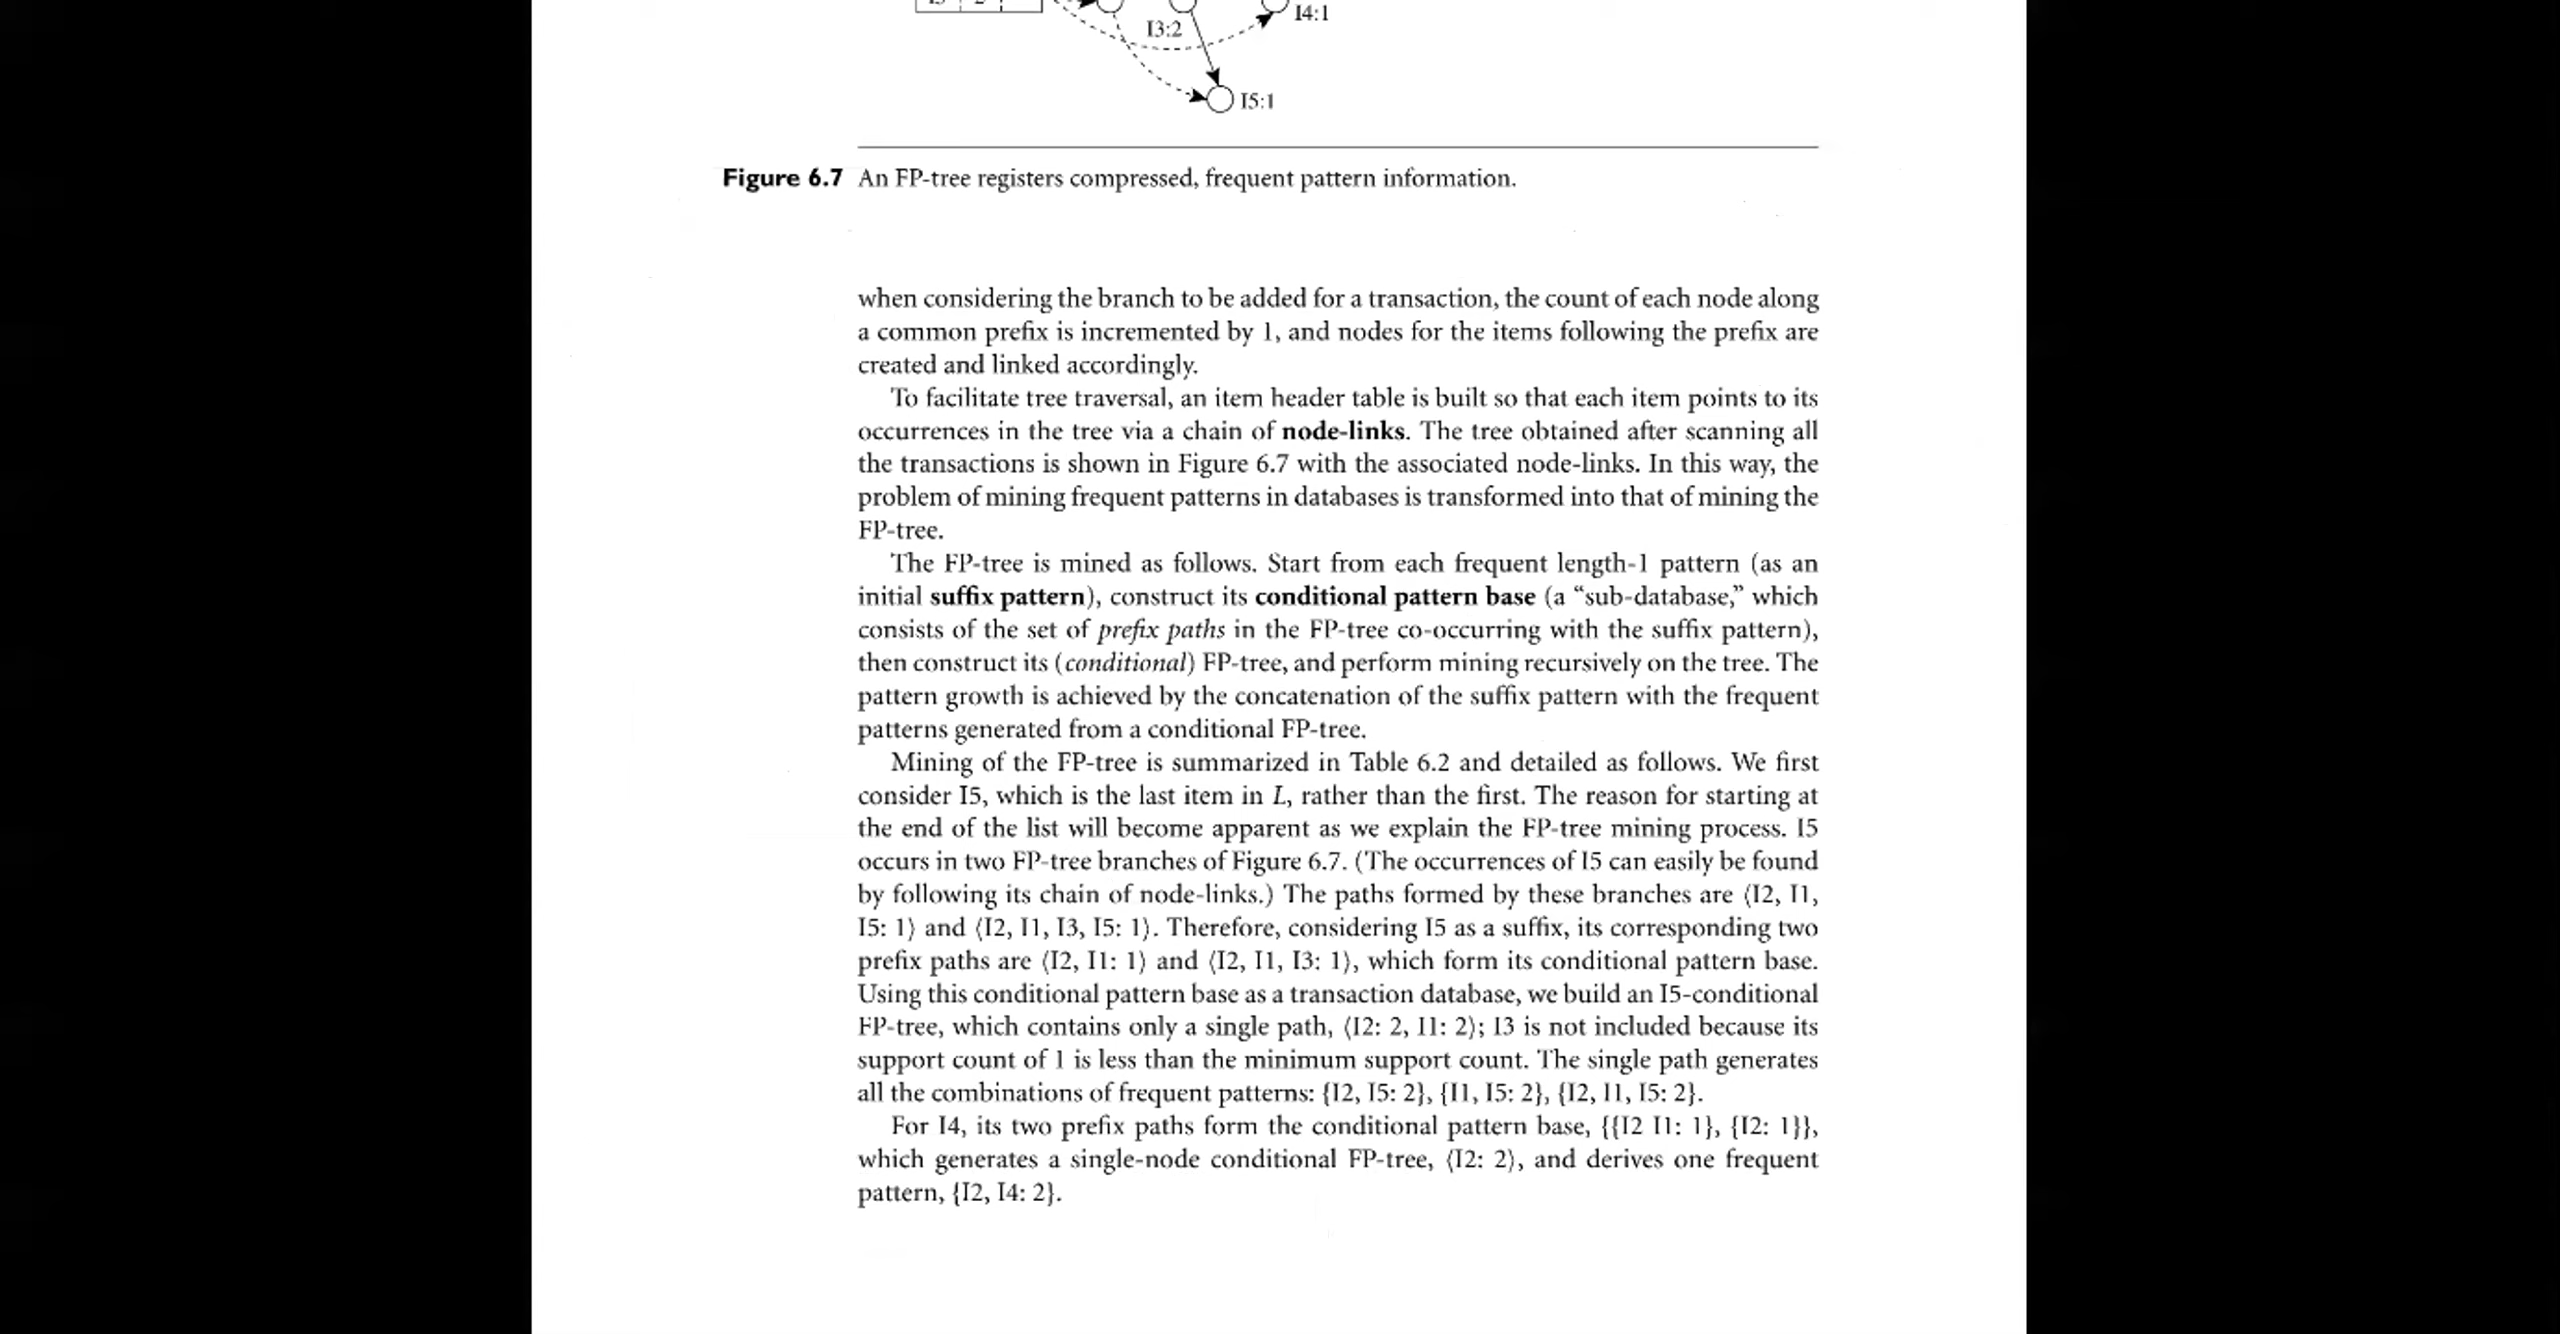 I4:1
I3:2
I5:1
Figure 6.7 An FP-tree registers compressed, frequent pattern information.
when considering the branch to be added for a transaction, the count of each node along
a common prefix is incremented by 1, and nodes for the items following the prefix are
created and linked accordingly.
To facilitate tree traversal, an item header table is built so that each item points to its
occurrences in the tree via a chain of node-links. The tree obtained after scanning all
the transactions is shown in Figure 6.7 with the associated node-links. In this way, the
problem of mining frequent patterns in databases is transformed into that of mining the
FP-tree.
The FP-tree is mined as follows. Start from each frequent length-1 pattern (as an
initial suffix pattern), construct its conditional pattern base (a “sub-database,” which
consists of the set of prefix paths in the FP-tree co-occurring with the suffix pattern),
then construct its (conditional) FP-tree, and perform mining recursively on the tree. The
pattern growth is achieved by the concatenation of the suffix pattern with the frequent
patterns generated from a conditional FP-tree.
Mining of the FP-tree is summarized in Table 6.2 and detailed as follows. We first
consider I5, which is the last item in L, rather than the first. The reason for starting at
the end of the list will become apparent as we explain the FP-tree mining process. I5
occurs in two FP-tree branches of Figure 6.7. (The occurrences of I5 can easily be found
by following its chain of node-links.) The paths formed by these branches are ⟨I2, I1,
I5: 1⟩ and ⟨I2, I1, I3, I5: 1⟩. Therefore, considering I5 as a suffix, its corresponding two
prefix paths are ⟨I2, I1: 1⟩ and ⟨I2, I1, I3: 1⟩, which form its conditional pattern base.
Using this conditional pattern base as a transaction database, we build an I5-conditional
FP-tree, which contains only a single path, ⟨I2: 2, I1: 2⟩; I3 is not included because its
support count of 1 is less than the minimum support count. The single path generates
all the combinations of frequent patterns: {I2, I5: 2}, {I1, I5: 2}, {I2, I1, I5: 2}.
For I4, its two prefix paths form the conditional pattern base, {{I2 I1: 1}, {I2: 1}},
which generates a single-node conditional FP-tree, ⟨I2: 2⟩, and derives one frequent
pattern, {I2, I4: 2}.